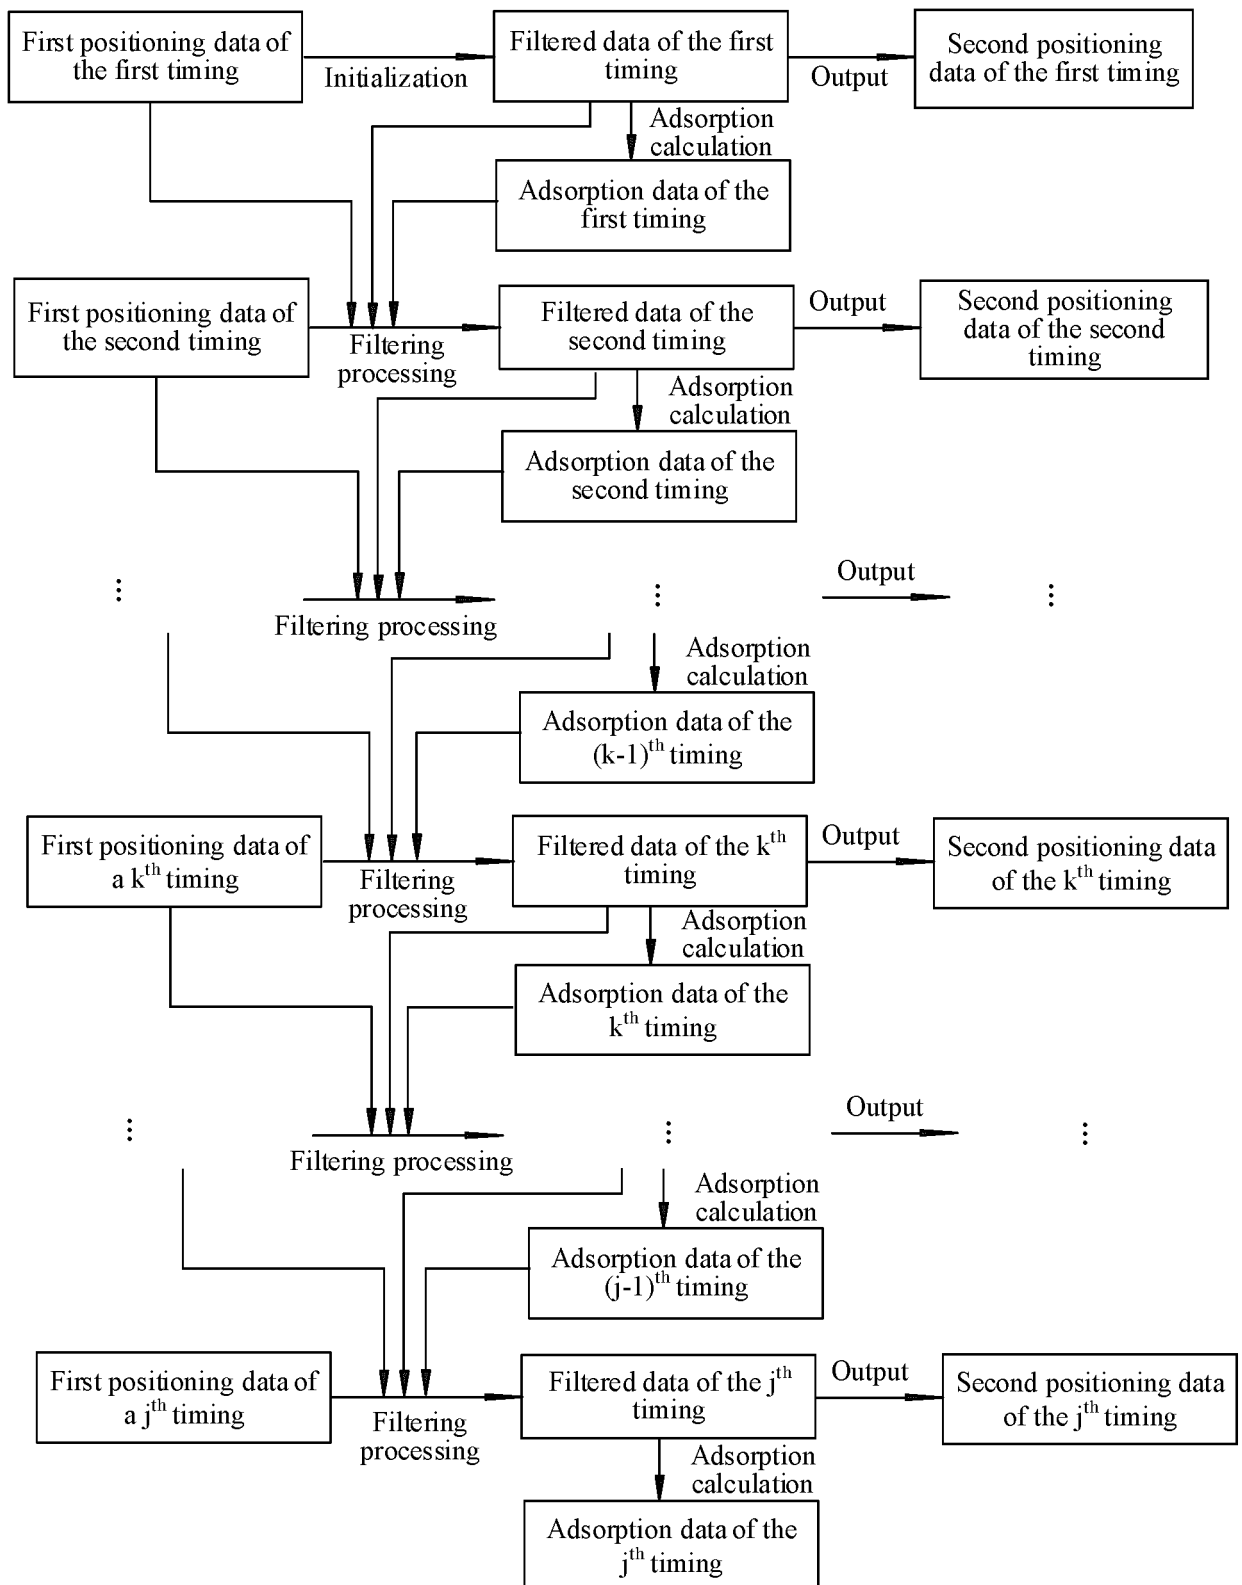 First positioning data of
the first timing
Initialization
Filtered data of the first
timing
Output
Second positioning
data of the first timing
Adsorption
calculation
Adsorption data of the
first timing
First positioning data of
the second timing
Filtering
processing
Filtered data of the
second timing
Output
Second positioning
data of the second
timing
Adsorption
calculation
Adsorption data of the
second timing
⋮
Filtering processing
⋮
Output
⋮
Adsorption
calculation
Adsorption data of the
(k-1)th timing
First positioning data of
a kth timing
Filtering
processing
Filtered data of the kth
timing
Output
Second positioning data
of the kth timing
Adsorption
calculation
Adsorption data of the
kth timing
⋮
Filtering processing
⋮
Output
⋮
Adsorption
calculation
Adsorption data of the
(j-1)th timing
First positioning data of
a jth timing
Filtering
processing
Filtered data of the jth
timing
Output
Second positioning data
of the jth timing
Adsorption
calculation
Adsorption data of the
jth timing